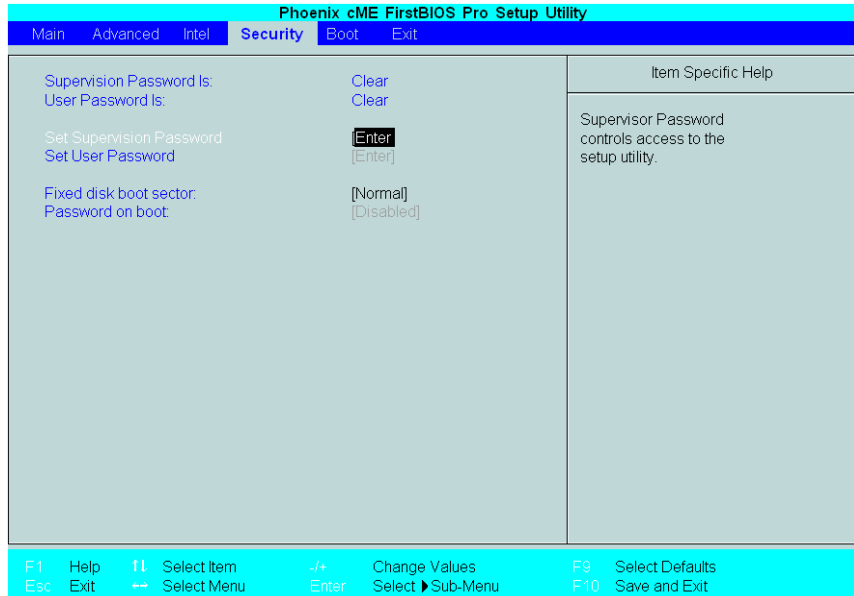 Phoenix cME FirstBIOS Pro Setup Utility
Main Advanced Intel Security Boot Exit
Item Specific Help
Supervision Password Is: Clear
User Password Is: Clear
Set Supervision Password [Enter
Set User Password [Enter]
Fixed disk boot sector: [Normal]
Password on boot: [Disabled]
Supervisor Password
controls access to the
setup utility.
F1 Help ↑↓ Select Item -/+ Change Values F9 Select Defaults
Esc Exit ↔ Select Menu Enter Select ▶Sub-Menu F10 Save and Exit